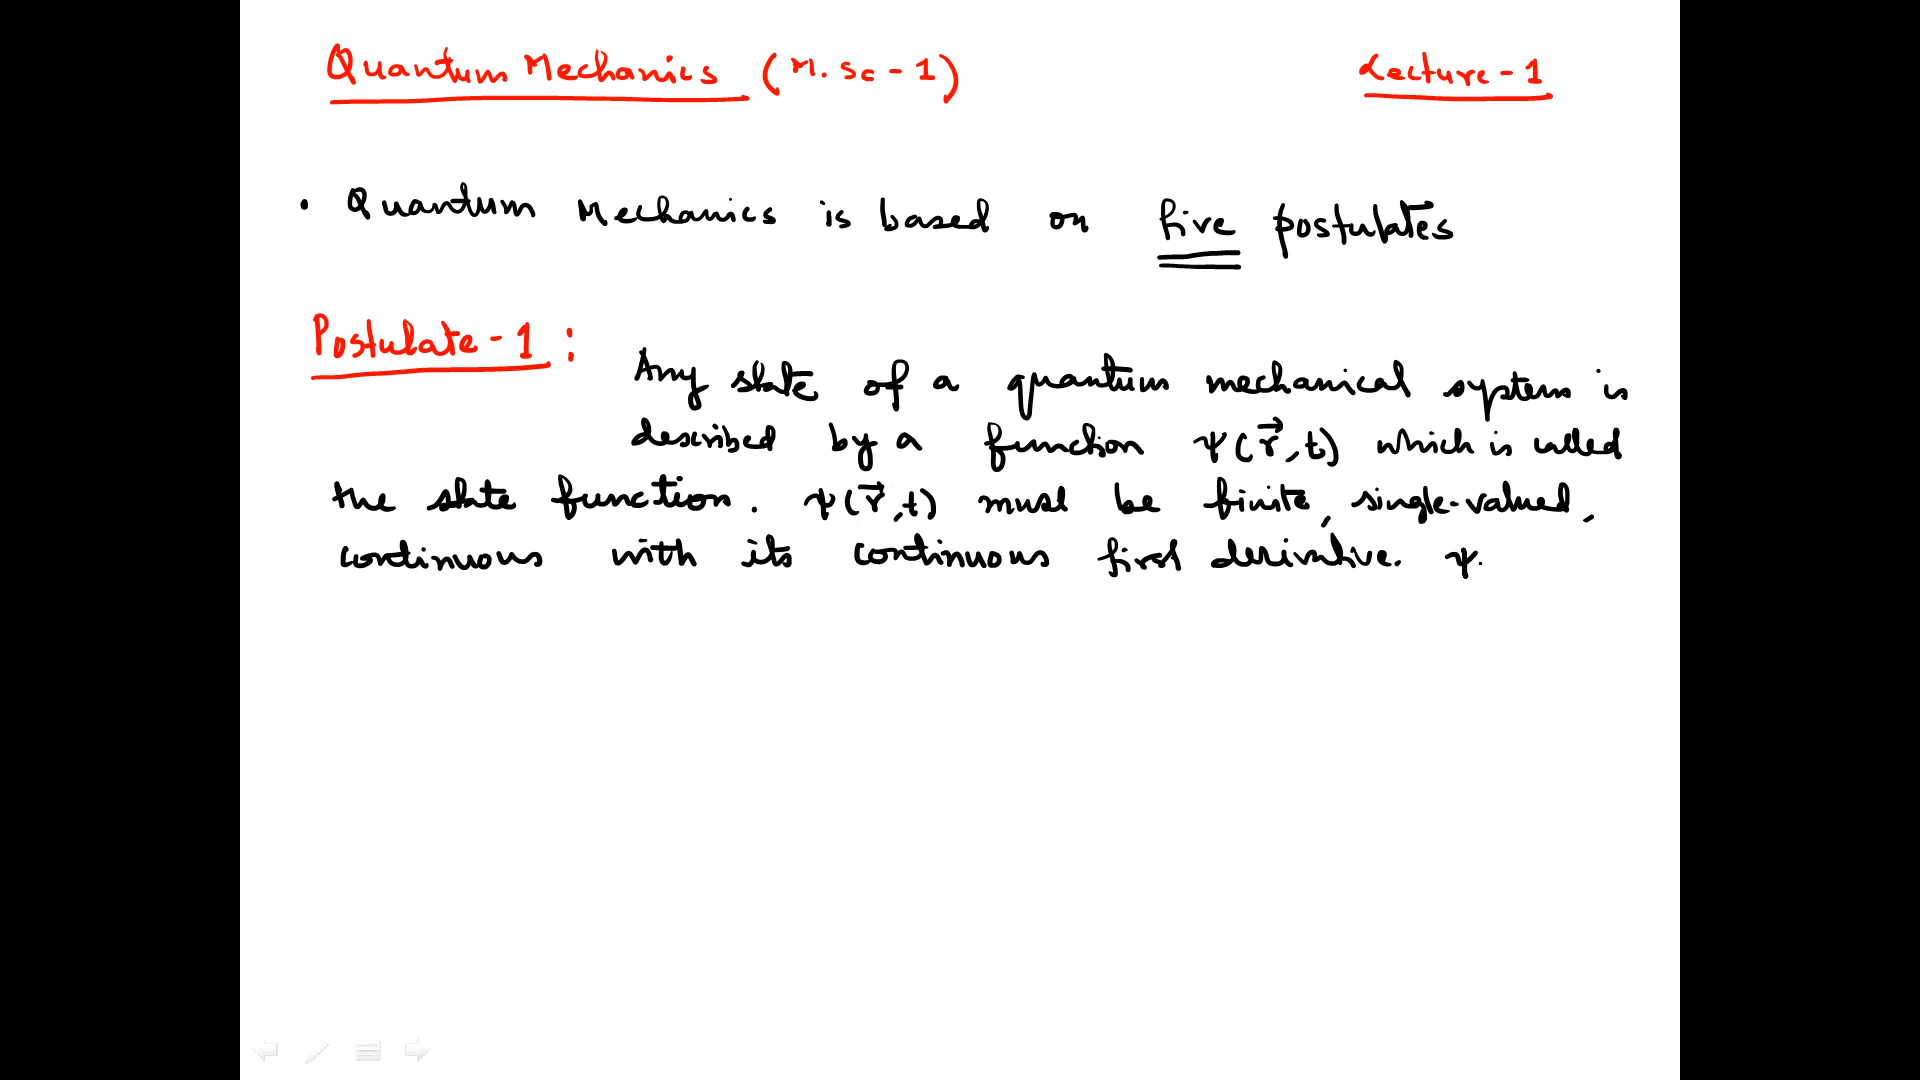 Quantum Mechanics (M.Sc - 1) Lecture - 1
• Quantum Mechanics is based on five postulates
Postulate - 1 : Any state of a quantum mechanical system is
described by a function ψ(r⃗,t) which is called
the state function. ψ(r⃗,t) must be finite, single-valued,
continuous with its continuous first derivative. ψ